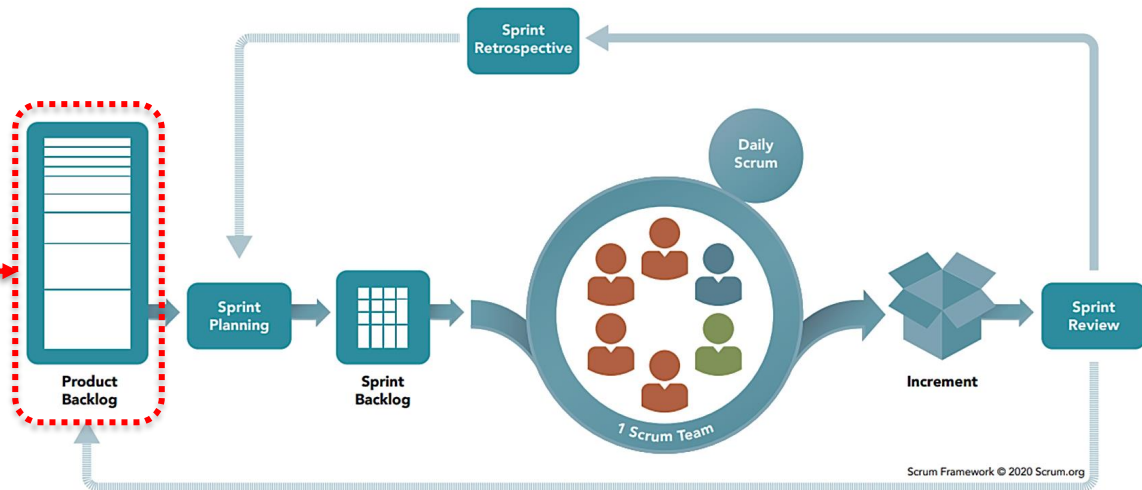 Sprint
Retrospective
Daily
Scrum
Sprint
Planning
Sprint
Review
Product
Backlog
Sprint
Backlog
Increment
1 Scrum Team
Scrum Framework © 2020 Scrum.org